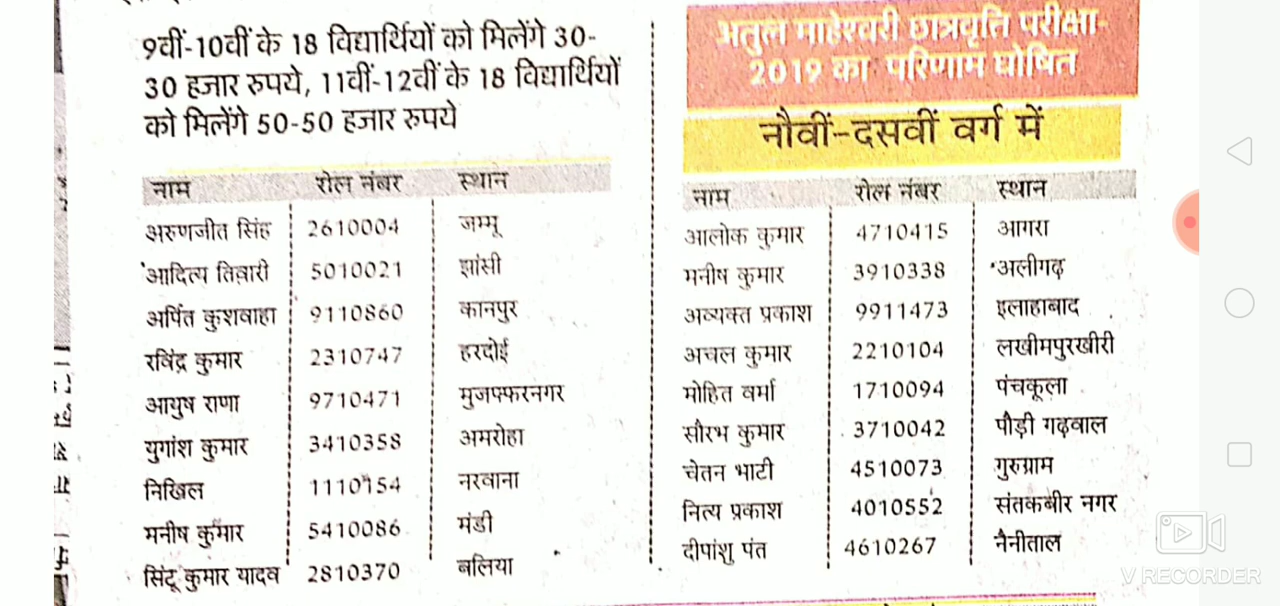 9वीं-10वीं के 18 विद्यार्थियों को मिलेंगे 30-
30 हजार रुपये, 11वीं-12वीं के 18 विद्यार्थियों
को मिलेंगे 50-50 हजार रुपये
नाम रोल नंबर स्थान
अरुणजीत सिंह 2610004 जम्मू
आदित्य तिवारी 5010021 झांसी
अर्पित कुशवाहा 9110860 कानपुर
रविंद्र कुमार 2310747 हरदोई
आयुष राणा 9710471 मुजफ्फरनगर
युगांश कुमार 3410358 अमरोहा
निखिल 1110154 नरवाना
मनीष कुमार 5410086 मंडी
सिंटू कुमार यादव 2810370 बलिया
अतुल माहेश्वरी छात्रवृति परीक्षा-
2019 का परिणाम घोषित
नौवीं-दसवीं वर्ग में
नाम रोल नंबर स्थान
आलोक कुमार 4710415 आगरा
मनीष कुमार 3910338 अलीगढ़
अव्यक्त प्रकाश 9911473 इलाहाबाद
अचल कुमार 2210104 लखीमपुरखीरी
मोहित वर्मा 1710094 पंचकूला
सौरभ कुमार 3710042 पौड़ी गढ़वाल
चेतन भाटी 4510073 गुरुग्राम
नित्य प्रकाश 4010552 संतकबीर नगर
दीपांशु पंत 4610267 नैनीताल
V RECORDER